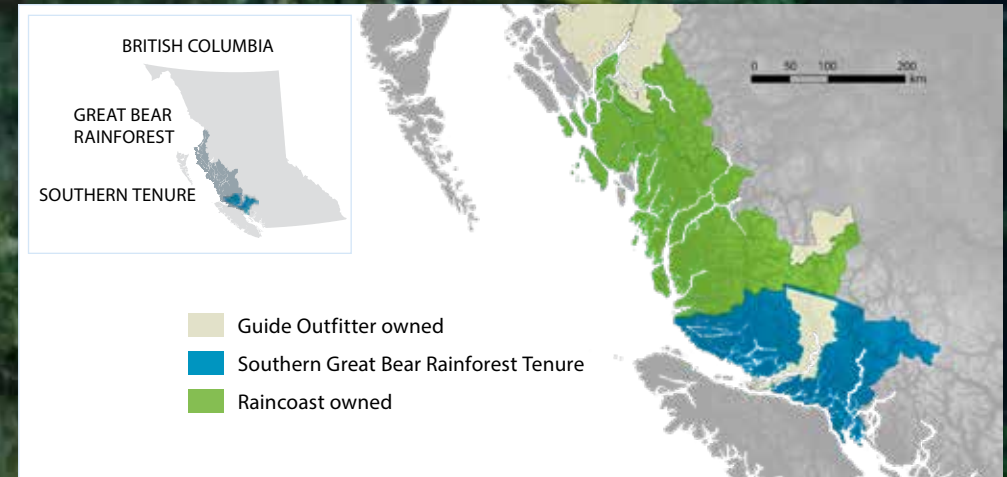 BRITISH COLUMBIA
GREAT BEAR
RAINFOREST
SOUTHERN TENURE
0 50 100 200
km
Guide Outfitter owned
Southern Great Bear Rainforest Tenure
Raincoast owned